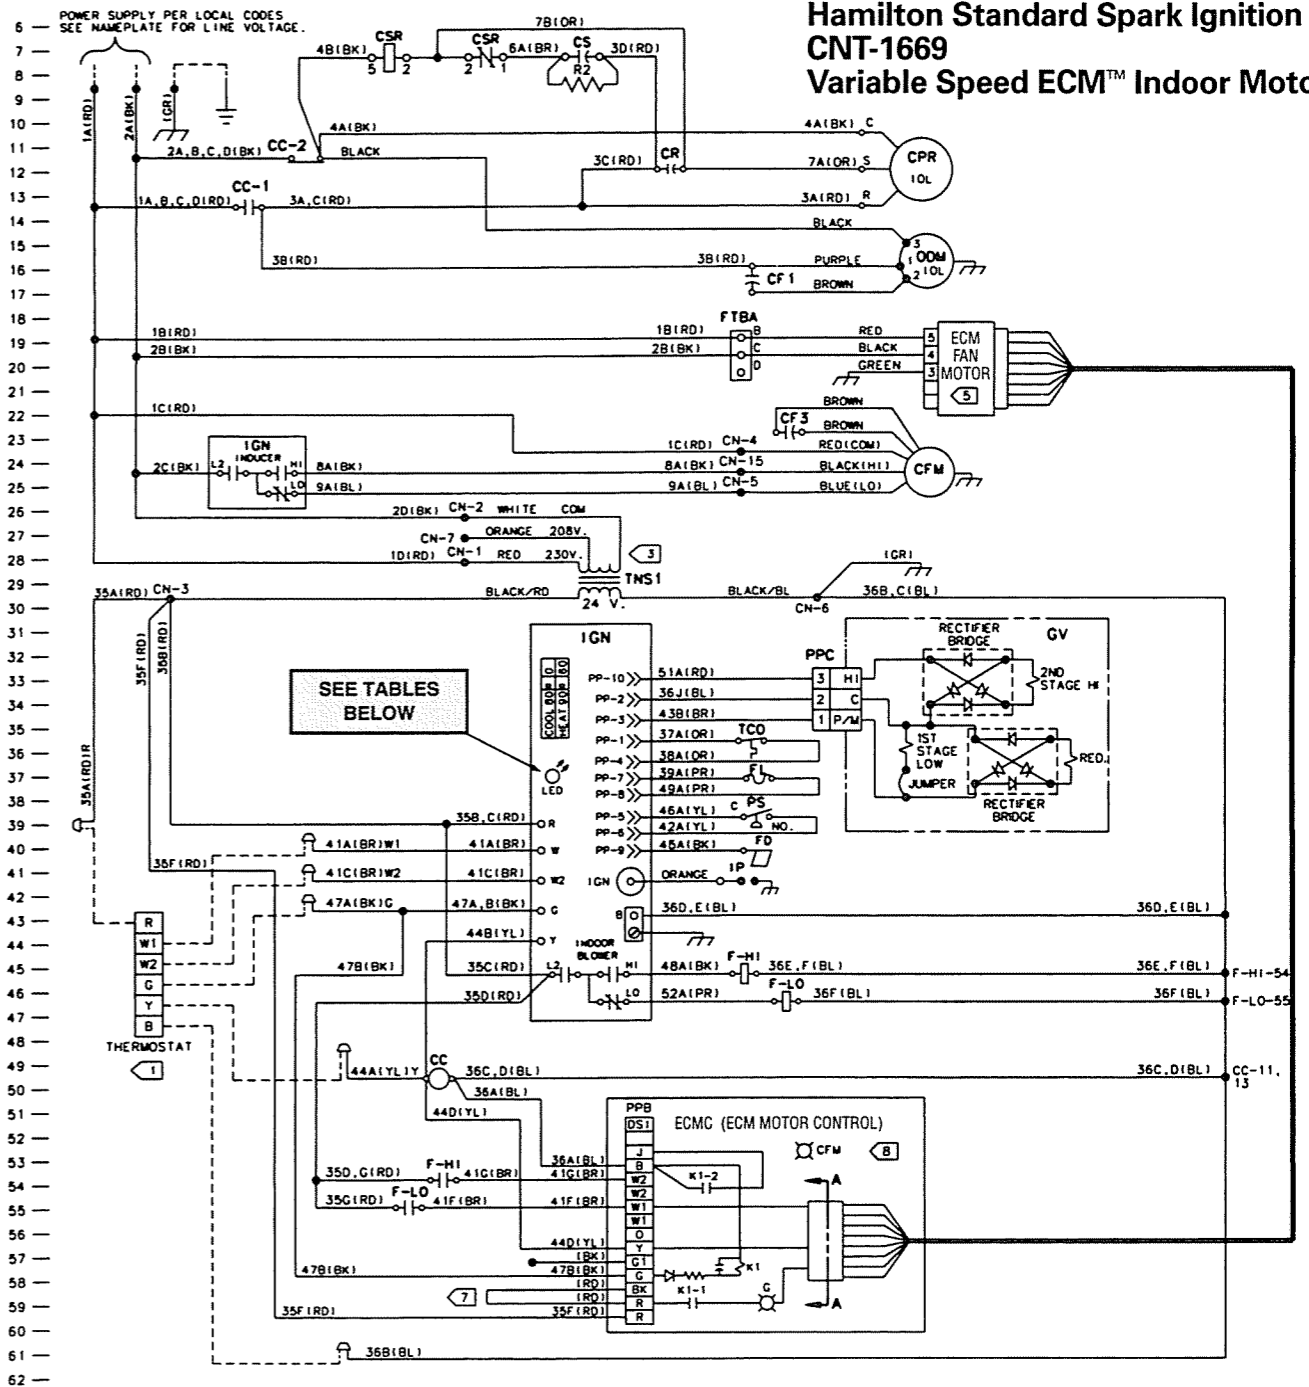 Hamilton Standard Spark Ignition
CNT-1669
Variable Speed ECM™ Indoor Moto
POWER SUPPLY PER LOCAL CODES
SEE NAMEPLATE FOR LINE VOLTAGE.
6
7
8
9
10
11
12
13
14
15
16
17
18
19
20
21
22
23
24
25
26
27
28
29
30
31
32
33
34
35
36
37
38
39
40
41
42
43
44
45
46
47
48
49
50
51
52
53
54
55
56
57
58
59
60
61
62
7B(OR)
4B(BK) CSR 5 2
CSR 2 1 6A(BR) CS 3D(RD)
R2
1A(RD)
2A(BK)
(GR)
4A(BK) 4A(BK) C
2A,B,C,D(BK) CC-2 BLACK
3C(RD) CR 7A(OR) S CPR
IOL
1A,B,C,D(RD) CC-1 3A,C(RD) 3A(RD) R
BLACK 3
3B(RD) 3B(RD) PURPLE 1 ODM
CF1 BROWN 2 IOL
FTBA
1B(RD) 1B(RD) B RED 5 ECM
2B(BK) 2B(BK) C BLACK 4 FAN
D GREEN 3 MOTOR
5
1C(RD) BROWN
CF3 BROWN
IGN
INDUCER
1C(RD) CN-4 RED(COM)
2C(BK) L2 HI 8A(BK) 8A(BK) CN-15 BLACK(HI) CFM
LO 9A(BL) 9A(BL) CN-5 BLUE(LO)
2D(BK) CN-2 WHITE COM
CN-7 ORANGE 208V.
1D(RD) CN-1 RED 230V. 3
TNS1
(GR)
35A(RD) CN-3 BLACK/RD 24 V. BLACK/BL CN-6 36B,C(BL)
35F(RD)
35B(RD)
35A(RD)R
SEE TABLES
BELOW
IGN
COOL 80# 10
HEAT 90# 60
LED
PP-10 51A(RD)
PP-2 36J(BL)
PP-3 43B(BR)
PP-1 37A(OR) TCO
PP-4 38A(OR)
PP-7 39A(PR) FL
PP-8 49A(PR)
PP-5 46A(YL) C PS
PP-6 42A(YL) NO.
PP-9 45A(BK) FD
IGN ORANGE IP
PPC
3 HI
2 C
1 P/M
GV
RECTIFIER
BRIDGE
2ND
STAGE HI
1ST
STAGE
LOW
JUMPER
RED.
RECTIFIER
BRIDGE
35B,C(RD) R
41A(BR)W1 41A(BR) W
35F(RD)
41C(BR)W2 41C(BR) W2
47A(BK)G 47A,B(BK) G
B 36D,E(BL) 36D,E(BL)
44B(YL) Y
INDOOR
BLOWER
47B(BK) 35C(RD) L2 HI 48A(BK) F-HI 36E,F(BL) 36E,F(BL) F-HI-54
35D(RD) LO 52A(PR) F-LO 36F(BL) 36F(BL) F-LO-55
R
W1
W2
G
Y
B
THERMOSTAT
1
44A(YL)Y CC 36C,D(BL) 36C,D(BL) CC-11,
13
36A(BL)
44D(YL)
PPB
DS1 ECMC (ECM MOTOR CONTROL)
CFM 8
J
36A(BL) B
35D,G(RD) F-HI 41G(BR) 41G(BR) W2 K1-2 A
W2
35G(RD) F-LO 41F(BR) 41F(BR) W1
W1
O
44D(YL) Y
(BK) G1
47B(BK) 47B(BK) G K1
(RD) BK K1-1 G
7 (RD) R A
35F(RD) 35F(RD) R
36B(BL)